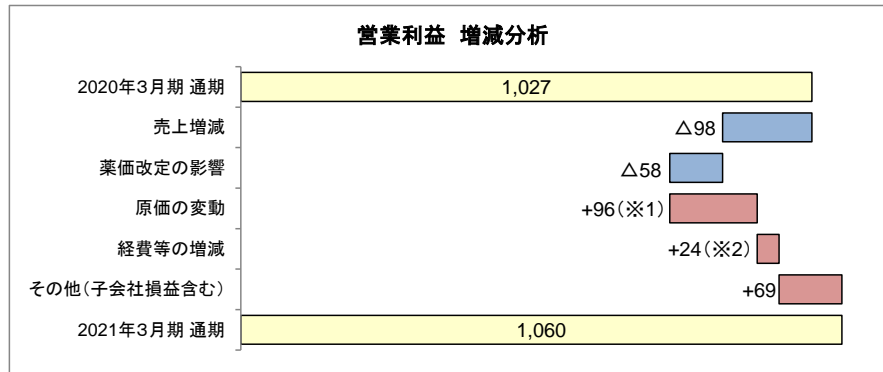 営業利益 増減分析
2020年3月期 通期
1,027
売上増減
△98
薬価改定の影響
△58
原価の変動
+96(※1)
経費等の増減
+24(※2)
その他(子会社損益含む)
+69
2021年3月期 通期
1,060